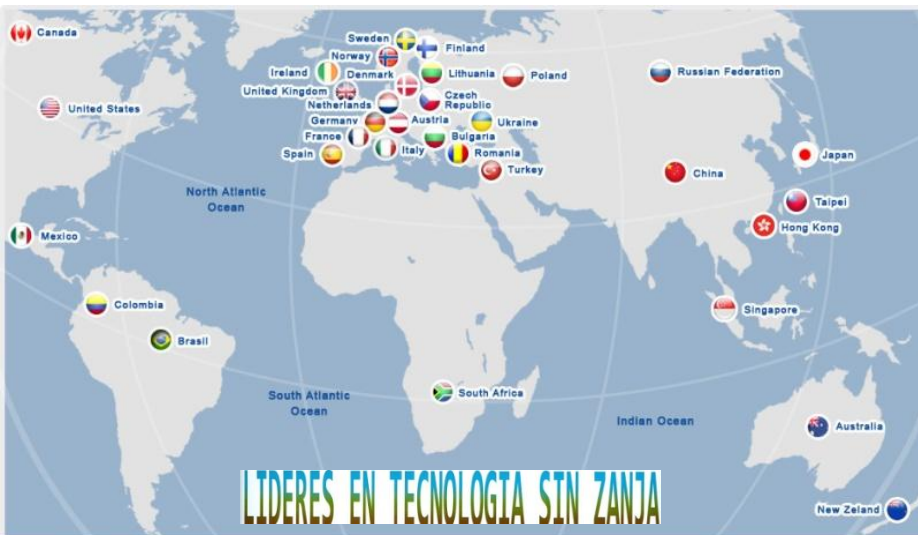 Canada
Sweden
Finland
Norway
Ireland
Denmark
Lithuania
Poland
Russian Federation
United Kingdom
United States
Netherlands
Czech
Republic
Germany
Austria
Ukraine
France
Bulgaria
Spain
Italy
Romania
Japan
Turkey
China
North Atlantic
Ocean
Taipei
Mexico
Hong Kong
Colombia
Singapore
Brasil
South Atlantic
Ocean
South Africa
Indian Ocean
Australia
LIDERES EN TECNOLOGIA SIN ZANJA
New Zeland